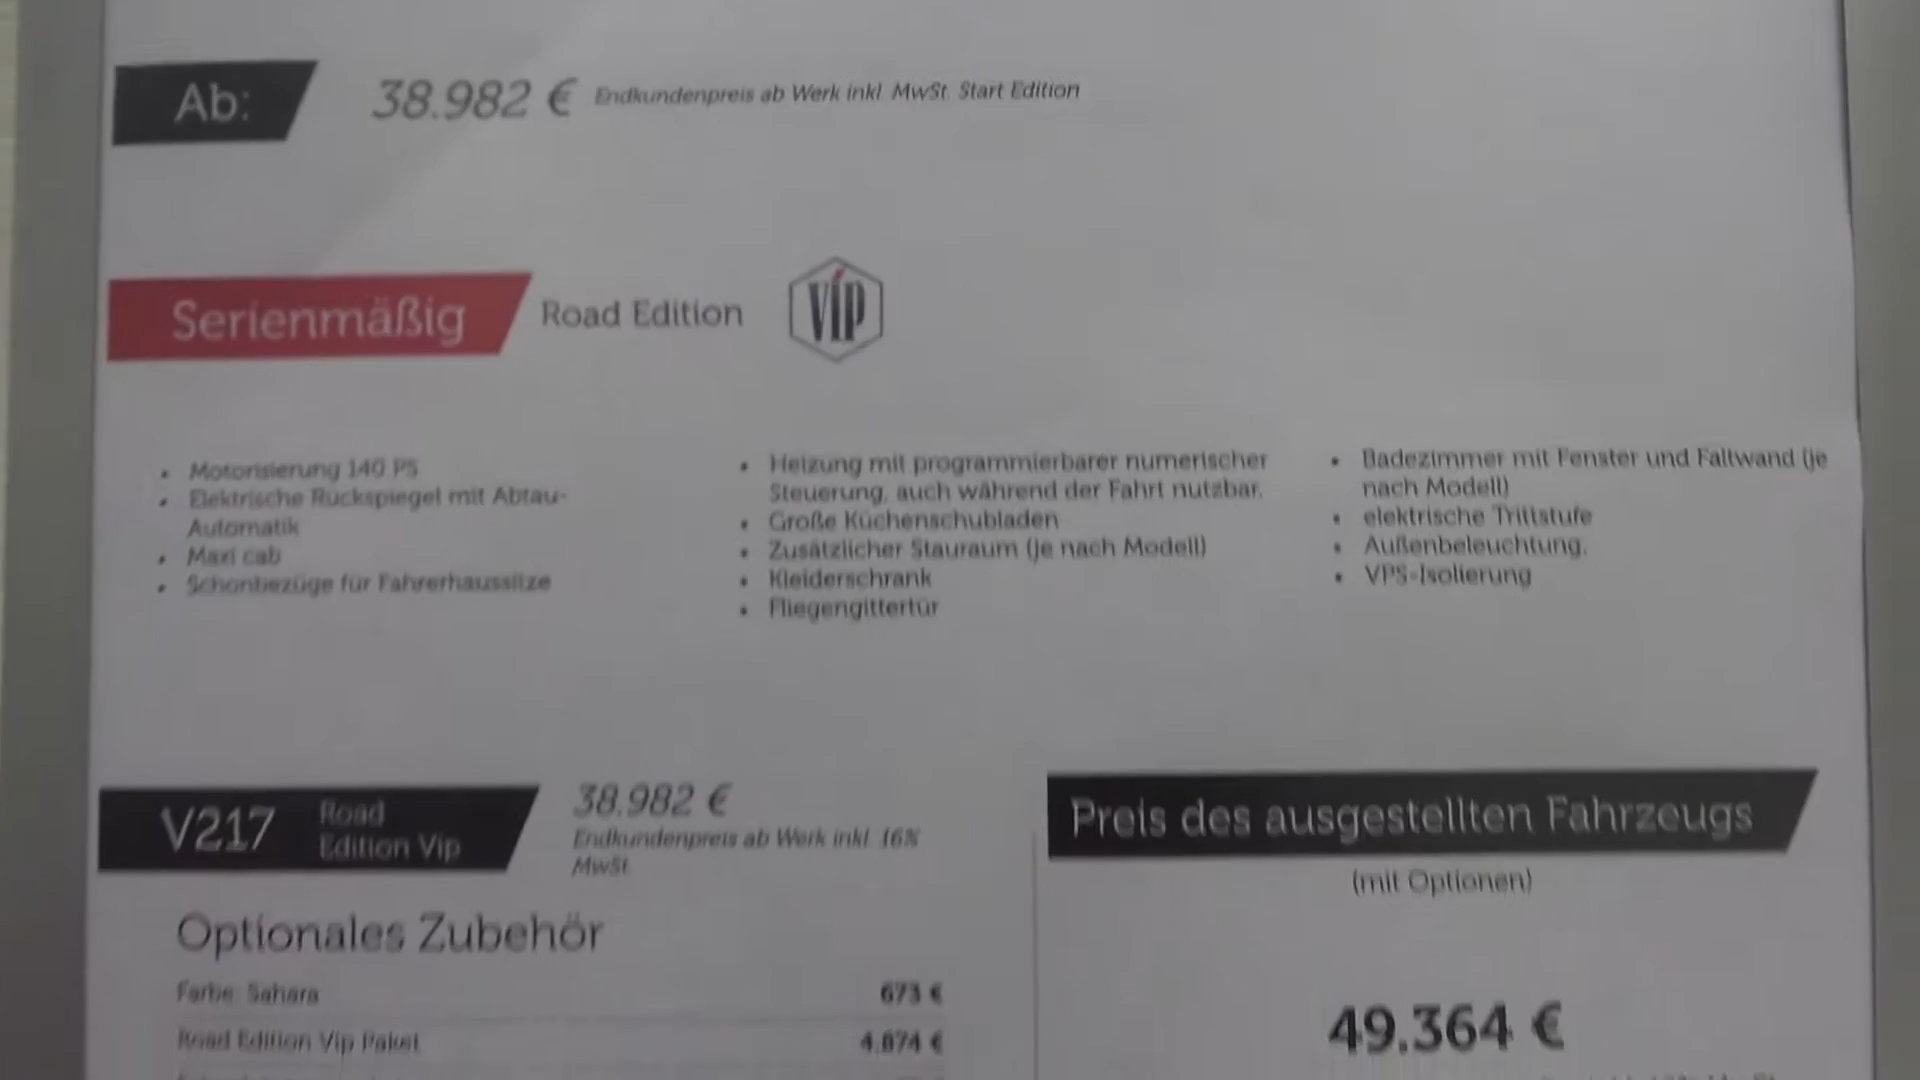 Ab:
38.982 € Endkundenpreis ab Werk inkl. MwSt. Start Edition
Serienmäßig Road Edition VIP
• Motorisierung 140 PS
• Elektrische Rückspiegel mit Abtau-
Automatik
• Maxi cab
• Schonbezüge für Fahrerhaussitze
• Heizung mit programmierbarer numerischer
Steuerung, auch während der Fahrt nutzbar.
• Große Küchenschubladen
• Zusätzlicher Stauraum (je nach Modell)
• Kleiderschrank
• Fliegengittertür
• Badezimmer mit Fenster und Faltwand (je
nach Modell)
• elektrische Trittstufe
• Außenbeleuchtung.
• VPS-Isolierung
V217 Road
Edition Vip
38.982 €
Endkundenpreis ab Werk inkl. 16%
MwSt.
Optionales Zubehör
Farbe: Sahara 673 €
Road Edition Vip Paket 4.874 €
Preis des ausgestellten Fahrzeugs
(mit Optionen)
49.364 €